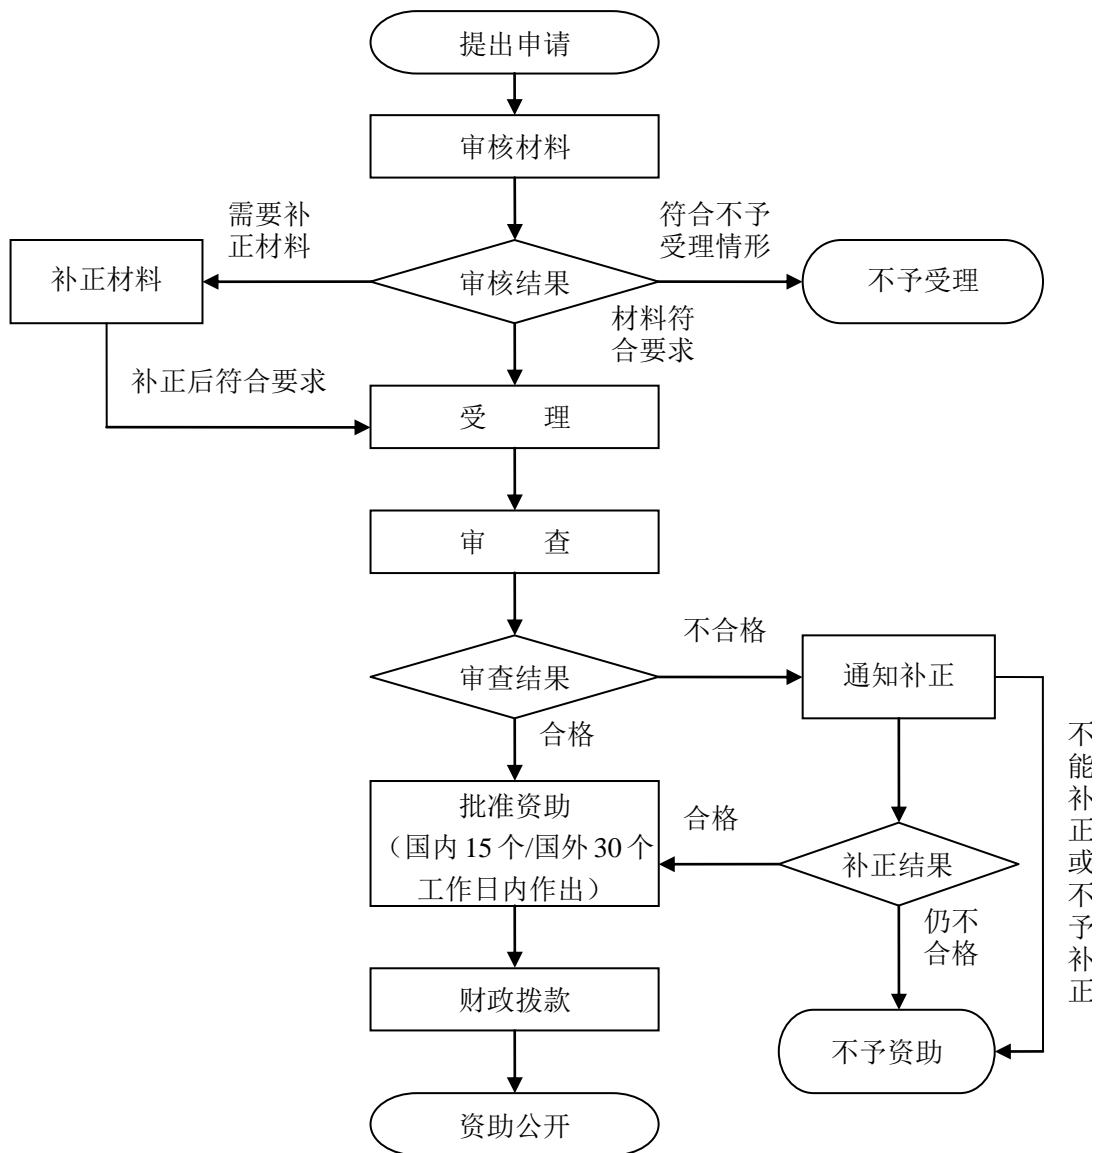 提出申请
审核材料
需要补
正材料
符合不予
受理情形
补正材料
审核结果
不予受理
材料符
合要求
补正后符合要求
受 理
审 查
不合格
审查结果
通知补正
合格
不能补正或不予补正
批准资助
（国内 15 个/国外 30 个
工作日内作出）
合格
补正结果
仍不
合格
财政拨款
不予资助
资助公开